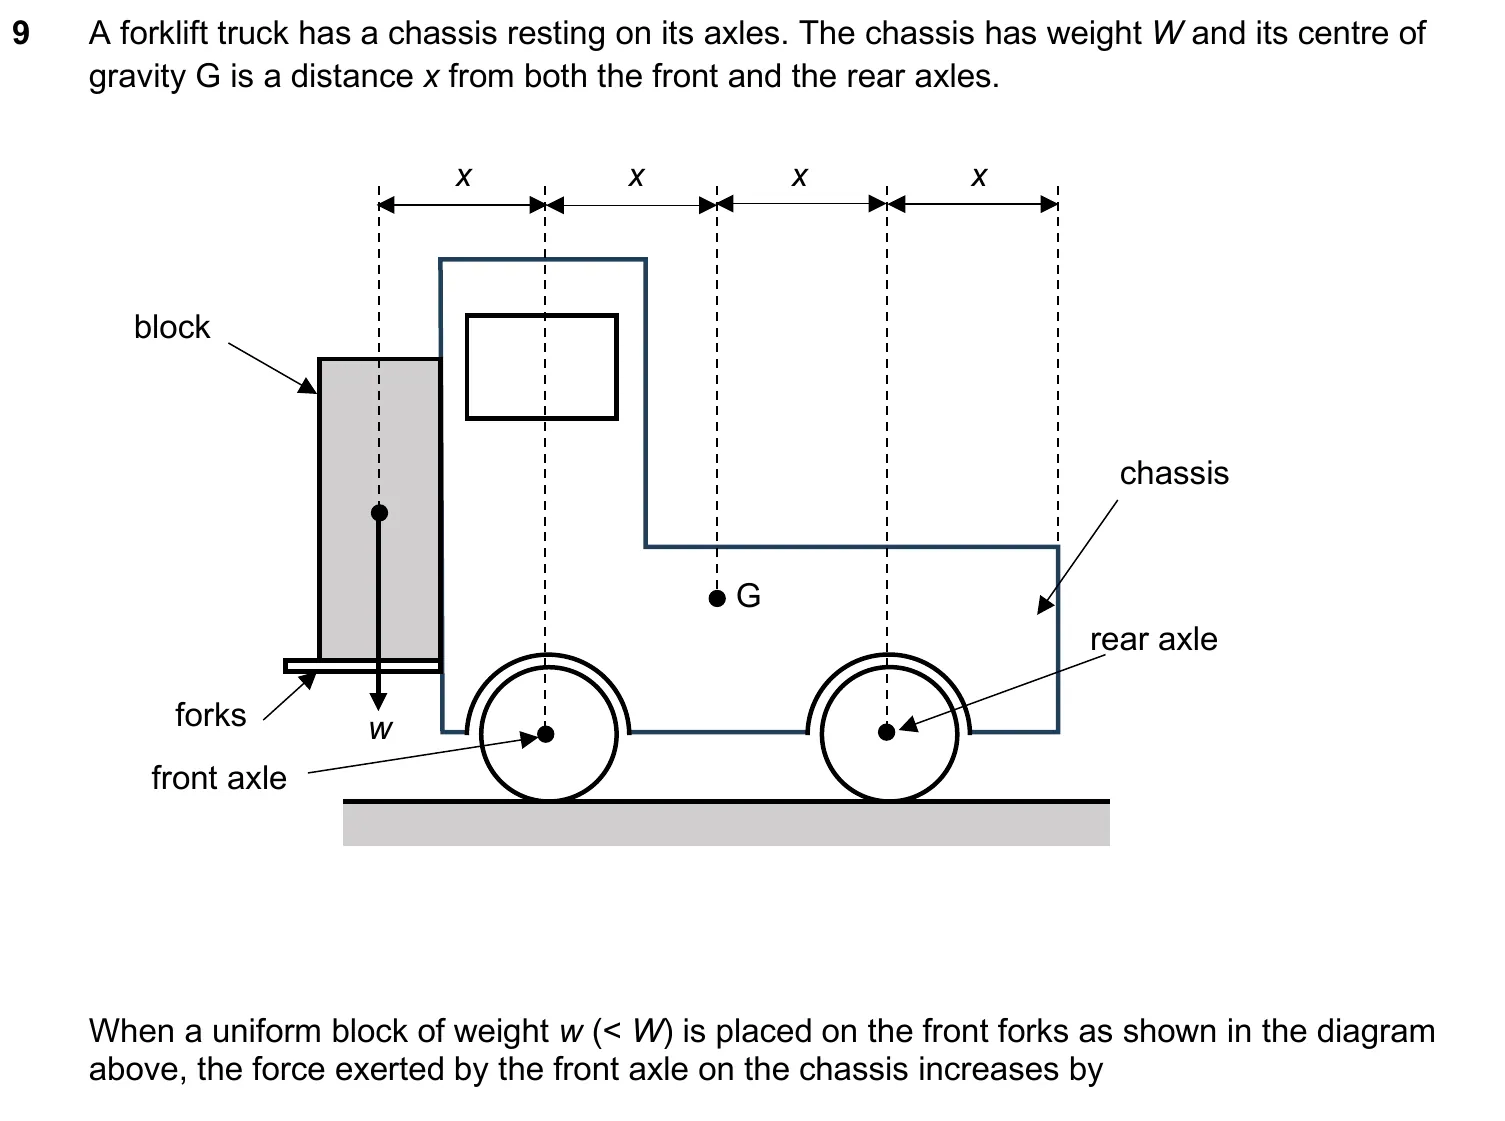 9 A forklift truck has a chassis resting on its axles. The chassis has weight W and its centre of
gravity G is a distance x from both the front and the rear axles.
x x x x
block
chassis
G
rear axle
forks
w
front axle
When a uniform block of weight w (< W) is placed on the front forks as shown in the diagram
above, the force exerted by the front axle on the chassis increases by